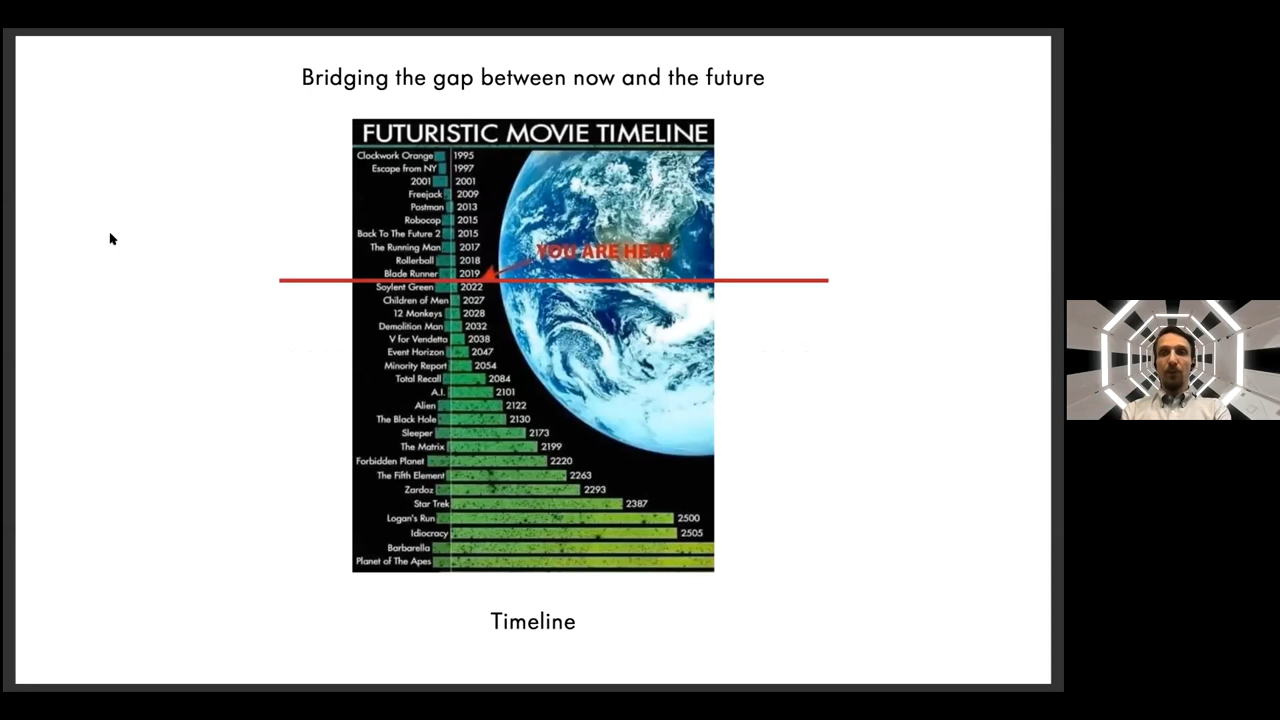 Bridging the gap between now and the future
FUTURISTIC MOVIE TIMELINE
Clockwork Orange 1995
Escape from NY 1997
2001 2001
Freejack 2009
Postman 2013
Robocop 2015
Back To The Future 2 2015
The Running Man 2017
YOU ARE HERE
Rollerball 2018
Blade Runner 2019
Soylent Green 2022
Children of Men 2027
12 Monkeys 2028
Demolition Man 2032
V for Vendetta 2038
Event Horizon 2047
Minority Report 2054
Total Recall 2084
A.I. 2101
Alien 2122
The Black Hole 2130
Sleeper 2173
The Matrix 2199
Forbidden Planet 2220
The Fifth Element 2263
Zardoz 2293
Star Trek 2387
Logan's Run 2500
Idiocracy 2505
Barbarella
Planet of The Apes
Timeline